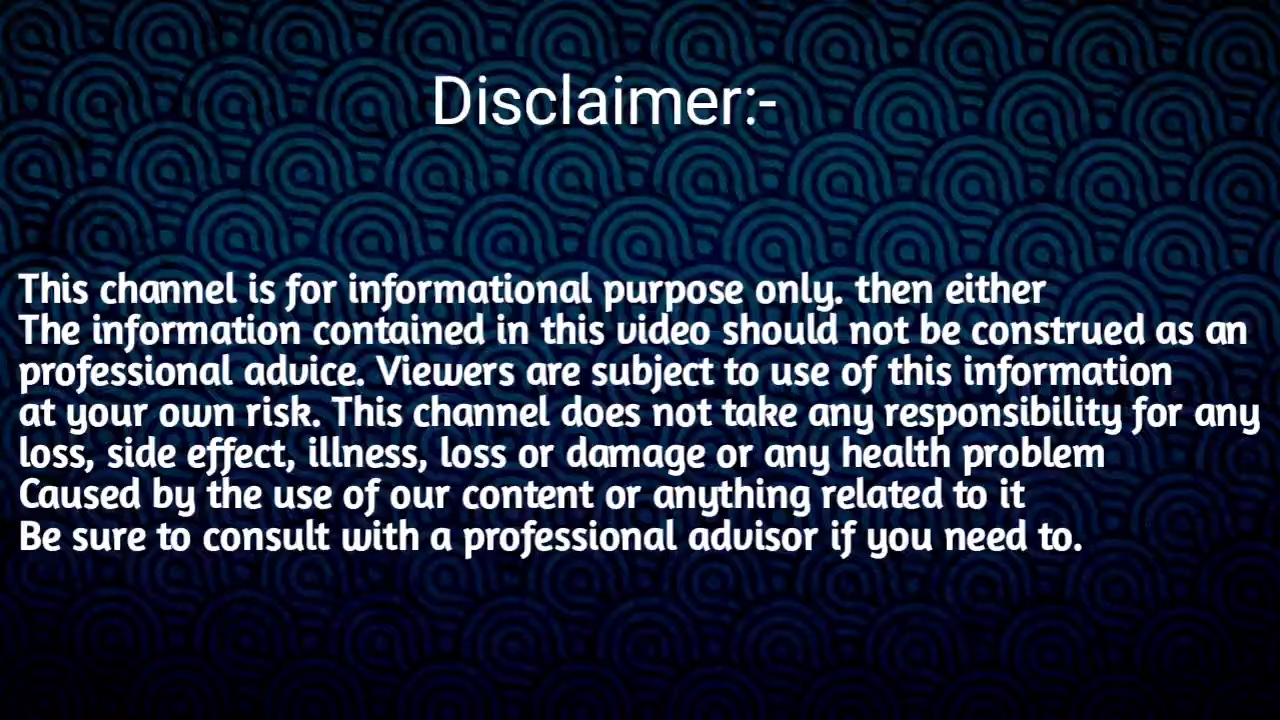 Disclaimer:-
This channel is for informational purpose only. then either
The information contained in this video should not be construed as an
professional advice. Viewers are subject to use of this information
at your own risk. This channel does not take any responsibility for any
loss, side effect, illness, loss or damage or any health problem
Caused by the use of our content or anything related to it
Be sure to consult with a professional advisor if you need to.